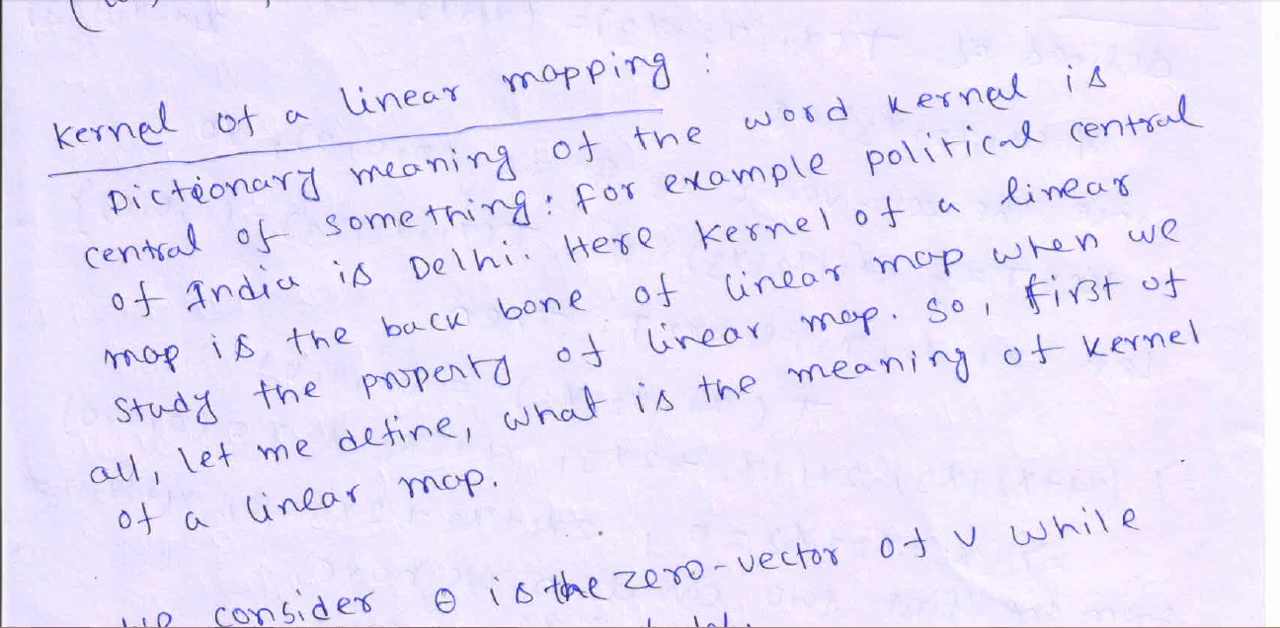 Kernel of a linear mapping :
Dictionary meaning of the word kernel is
central of something: For example political central
of India is Delhi. Here Kernel of a linear
map is the back bone of linear map when we
study the property of linear map. So, first of
all, let me define, what is the meaning of kernel
of a linear map.
consider θ is the zero-vector of V while